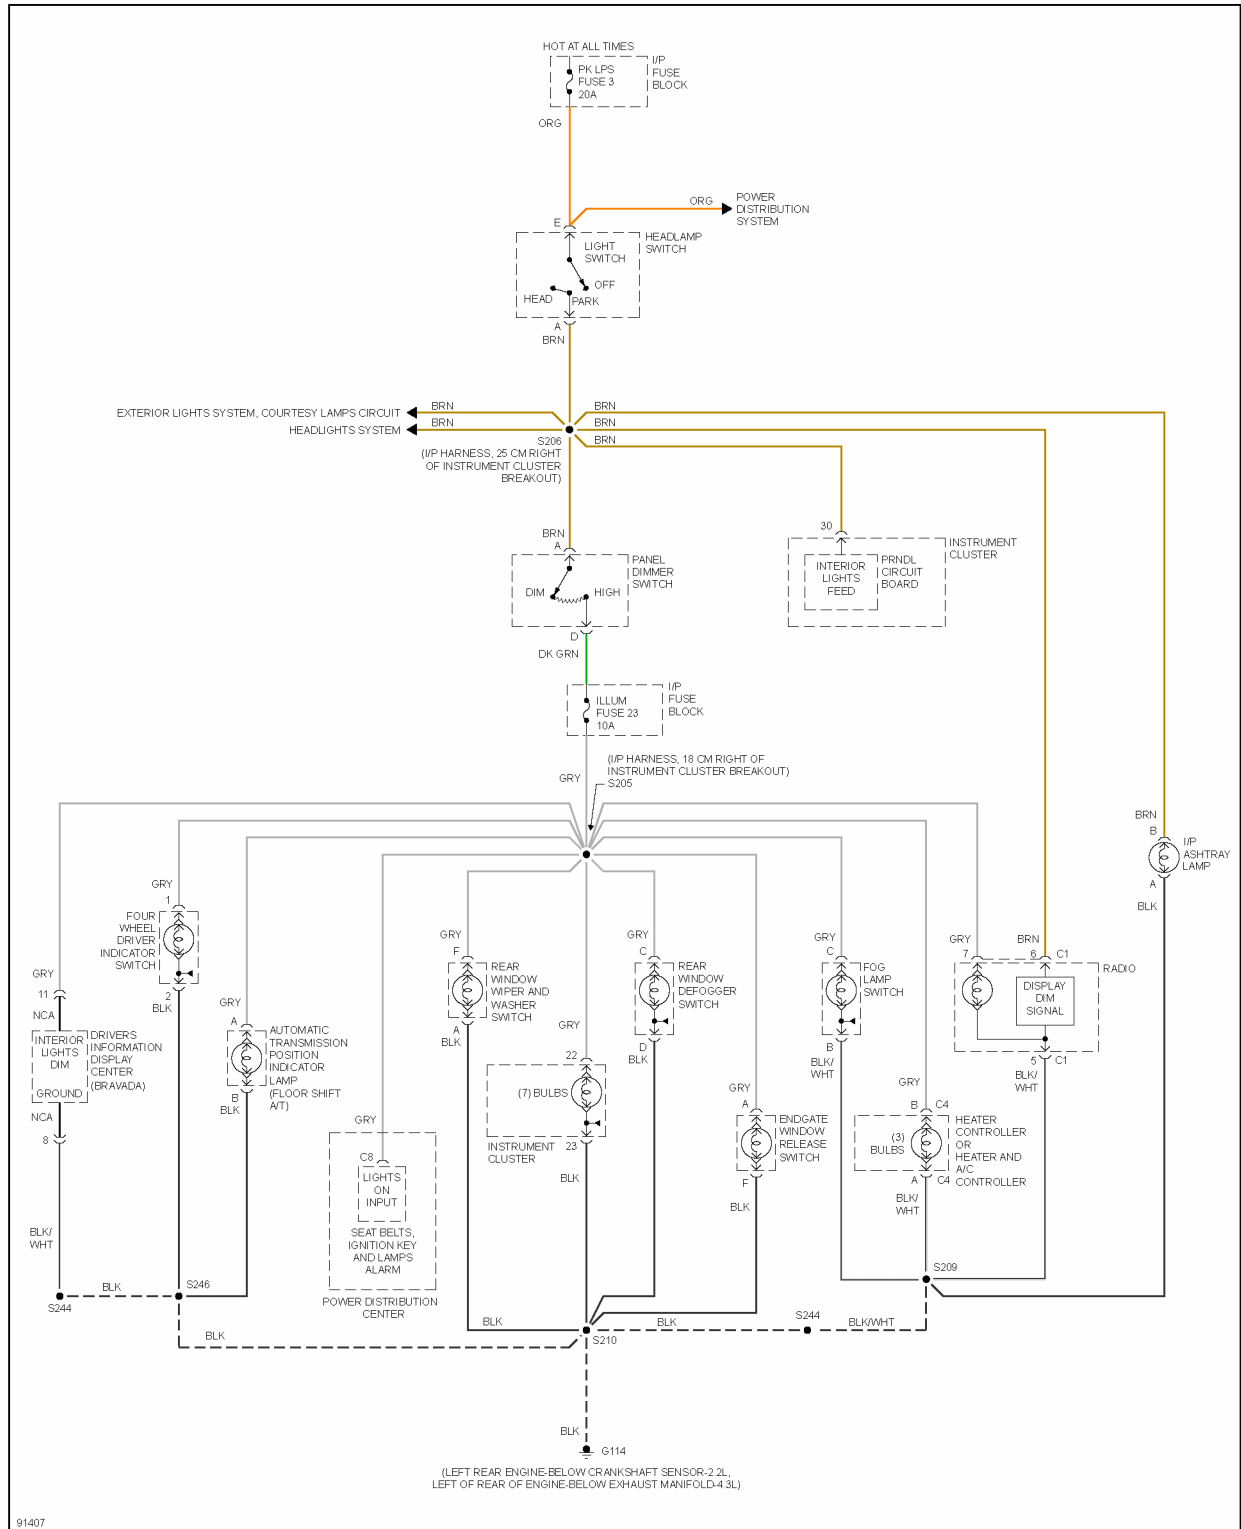 HOT AT ALL TIMES
PK LPS
FUSE 3
20A
I/P
FUSE
BLOCK
ORG
ORG
POWER
DISTRIBUTION
SYSTEM
E
LIGHT
SWITCH
HEADLAMP
SWITCH
OFF
HEAD
PARK
A
BRN
EXTERIOR LIGHTS SYSTEM, COURTESY LAMPS CIRCUIT
BRN
BRN
HEADLIGHTS SYSTEM
BRN
BRN
BRN
S206
(I/P HARNESS, 25 CM RIGHT
OF INSTRUMENT CLUSTER
BREAKOUT)
BRN
A
PANEL
DIMMER
SWITCH
DIM
HIGH
D
DK GRN
30
INSTRUMENT
CLUSTER
INTERIOR
LIGHTS
FEED
PRNDL
CIRCUIT
BOARD
ILLUM
FUSE 23
10A
I/P
FUSE
BLOCK
GRY
(I/P HARNESS, 18 CM RIGHT OF
INSTRUMENT CLUSTER BREAKOUT)
S205
BRN
B
I/P
ASHTRAY
LAMP
A
BLK
GRY
1
FOUR
WHEEL
DRIVER
INDICATOR
SWITCH
2
BLK
GRY
11
NCA
INTERIOR
LIGHTS
DIM
GROUND
DRIVERS
INFORMATION
DISPLAY
CENTER
(BRAVADA)
NCA
8
BLK/
WHT
GRY
A
AUTOMATIC
TRANSMISSION
POSITION
INDICATOR
LAMP
(FLOOR SHIFT
A/T)
B
BLK
GRY
C8
LIGHTS
ON
INPUT
SEAT BELTS,
IGNITION KEY
AND LAMPS
ALARM
POWER DISTRIBUTION
CENTER
GRY
F
REAR
WINDOW
WIPER AND
WASHER
SWITCH
A
BLK
GRY
22
(7) BULBS
INSTRUMENT
CLUSTER
23
BLK
GRY
C
REAR
WINDOW
DEFOGGER
SWITCH
D
BLK
GRY
A
ENDGATE
WINDOW
RELEASE
SWITCH
F
BLK
GRY
C
FOG
LAMP
SWITCH
B
BLK/
WHT
GRY
B
C4
(3)
BULBS
HEATER
CONTROLLER
OR
HEATER AND
A/C
CONTROLLER
A
C4
BLK/
WHT
GRY
7
BRN
6
C1
RADIO
DISPLAY
DIM
SIGNAL
5
C1
BLK/
WHT
S209
S244
BLK
S246
BLK
BLK
S210
BLK
S244
BLK/WHT
BLK
G114
(LEFT REAR ENGINE-BELOW CRANKSHAFT SENSOR-2.2L,
LEFT OF REAR OF ENGINE-BELOW EXHAUST MANIFOLD-4.3L)
91407